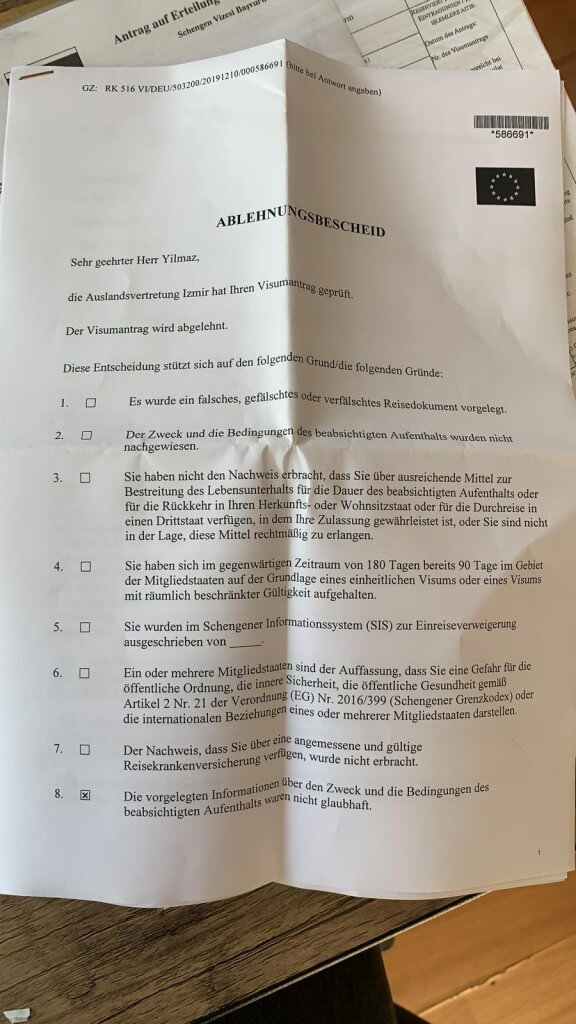 Antrag auf Erteilung
Schengen Vizesi Başvuru
RESERVIERT
EINTRAGUNGEN
İŞLEMLERE AİTİR.
Datum des Antrags:
Nr. des Visumantrags
GZ: RK 516 VI/DEU/503200/20191210/000586691 (bitte bei Antwort angeben)
*586691*
ABLEHNUNGSBESCHEID
Sehr geehrter Herr Yilmaz,
die Auslandsvertretung Izmir hat Ihren Visumantrag geprüft.
Der Visumantrag wird abgelehnt.
Diese Entscheidung stützt sich auf den folgenden Grund/die folgenden Gründe:
1. ☐ Es wurde ein falsches, gefälschtes oder verfälschtes Reisedokument vorgelegt.
2. ☐ Der Zweck und die Bedingungen des beabsichtigten Aufenthalts wurden nicht
nachgewiesen.
3. ☐ Sie haben nicht den Nachweis erbracht, dass Sie über ausreichende Mittel zur
Bestreitung des Lebensunterhalts für die Dauer des beabsichtigten Aufenthalts oder
für die Rückkehr in Ihren Herkunfts- oder Wohnsitzstaat oder für die Durchreise in
einen Drittstaat verfügen, in dem Ihre Zulassung gewährleistet ist, oder Sie sind nicht
in der Lage, diese Mittel rechtmäßig zu erlangen.
4. ☐ Sie haben sich im gegenwärtigen Zeitraum von 180 Tagen bereits 90 Tage im Gebiet
der Mitgliedstaaten auf der Grundlage eines einheitlichen Visums oder eines Visums
mit räumlich beschränkter Gültigkeit aufgehalten.
5. ☐ Sie wurden im Schengener Informationssystem (SIS) zur Einreiseverweigerung
ausgeschrieben von _____.
6. ☐ Ein oder mehrere Mitgliedstaaten sind der Auffassung, dass Sie eine Gefahr für die
öffentliche Ordnung, die innere Sicherheit, die öffentliche Gesundheit gemäß
Artikel 2 Nr. 21 der Verordnung (EG) Nr. 2016/399 (Schengener Grenzkodex) oder
die internationalen Beziehungen eines oder mehrerer Mitgliedstaaten darstellen.
7. ☐ Der Nachweis, dass Sie über eine angemessene und gültige
Reisekrankenversicherung verfügen, wurde nicht erbracht.
8. ☒ Die vorgelegten Informationen über den Zweck und die Bedingungen des
beabsichtigten Aufenthalts waren nicht glaubhaft.
1